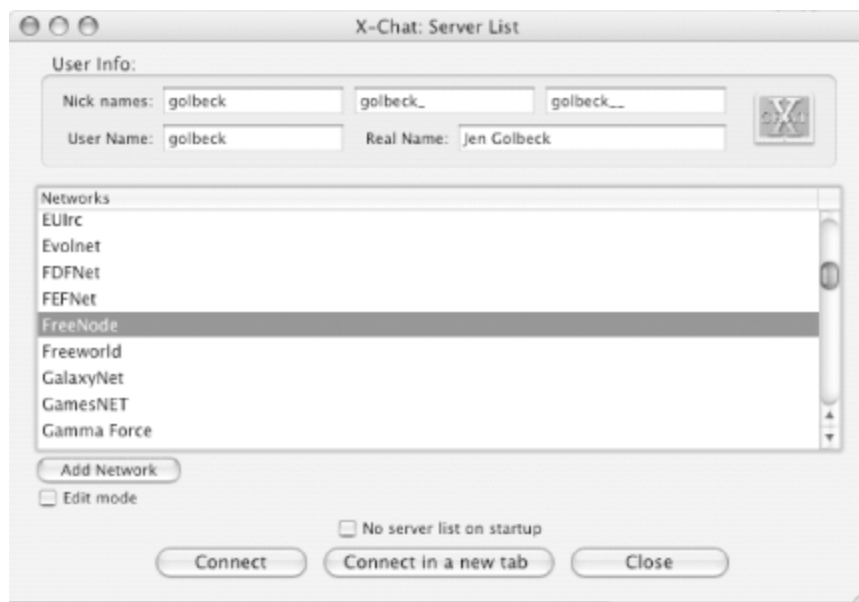 X-Chat: Server List
User Info:
Nick names: golbeck golbeck_ golbeck__
User Name: golbeck Real Name: Jen Golbeck
X
Networks
EUIrc
Evolnet
FDFNet
FEFNet
FreeNode
Freeworld
GalaxyNet
GamesNET
Gamma Force
Add Network
Edit mode
No server list on startup
Connect Connect in a new tab Close